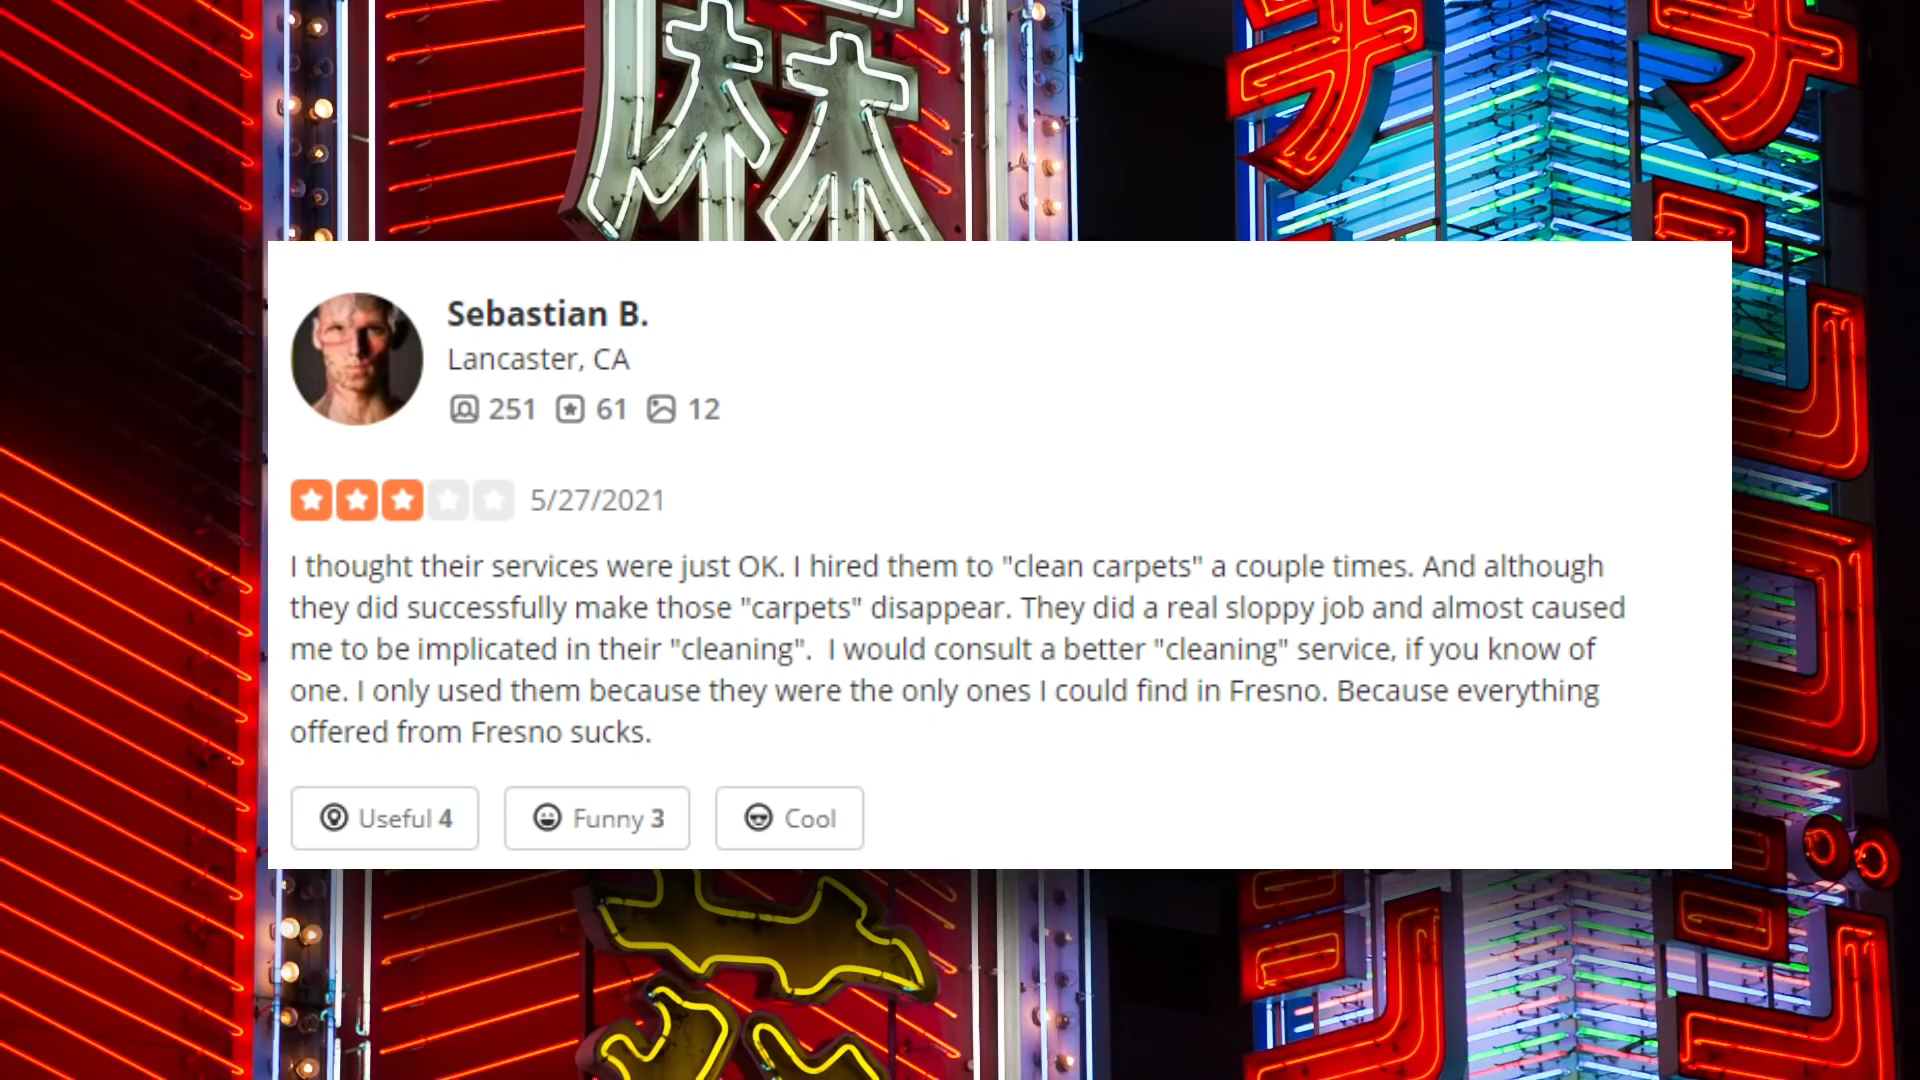 麻
Sebastian B.
Lancaster, CA
251 61 12
5/27/2021
I thought their services were just OK. I hired them to "clean carpets" a couple times. And although
they did successfully make those "carpets" disappear. They did a real sloppy job and almost caused
me to be implicated in their "cleaning".  I would consult a better "cleaning" service, if you know of
one. I only used them because they were the only ones I could find in Fresno. Because everything
offered from Fresno sucks.
Useful 4 Funny 3 Cool